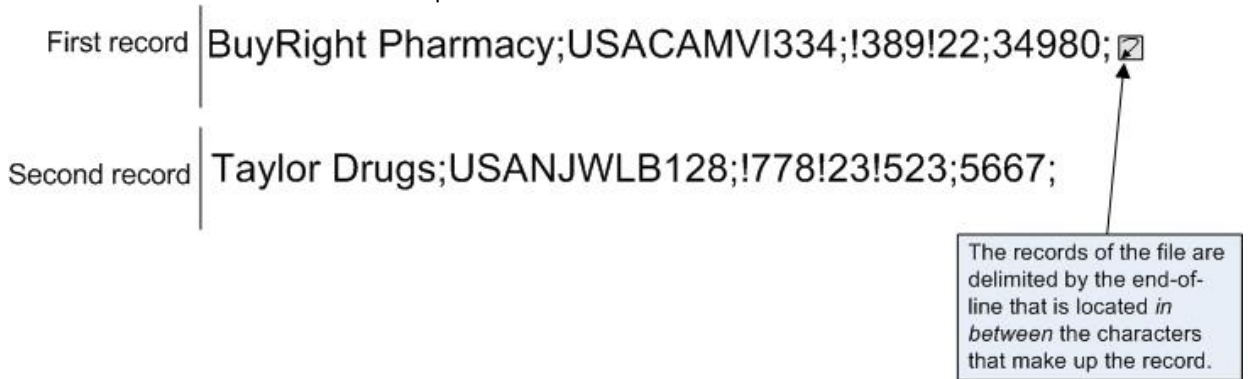 First record BuyRight Pharmacy;USACAMVI334;!389!22;34980;
Second record Taylor Drugs;USANJWLB128;!778!23!523;5667;
The records of the file are
delimited by the end-of-
line that is located in
between the characters
that make up the record.